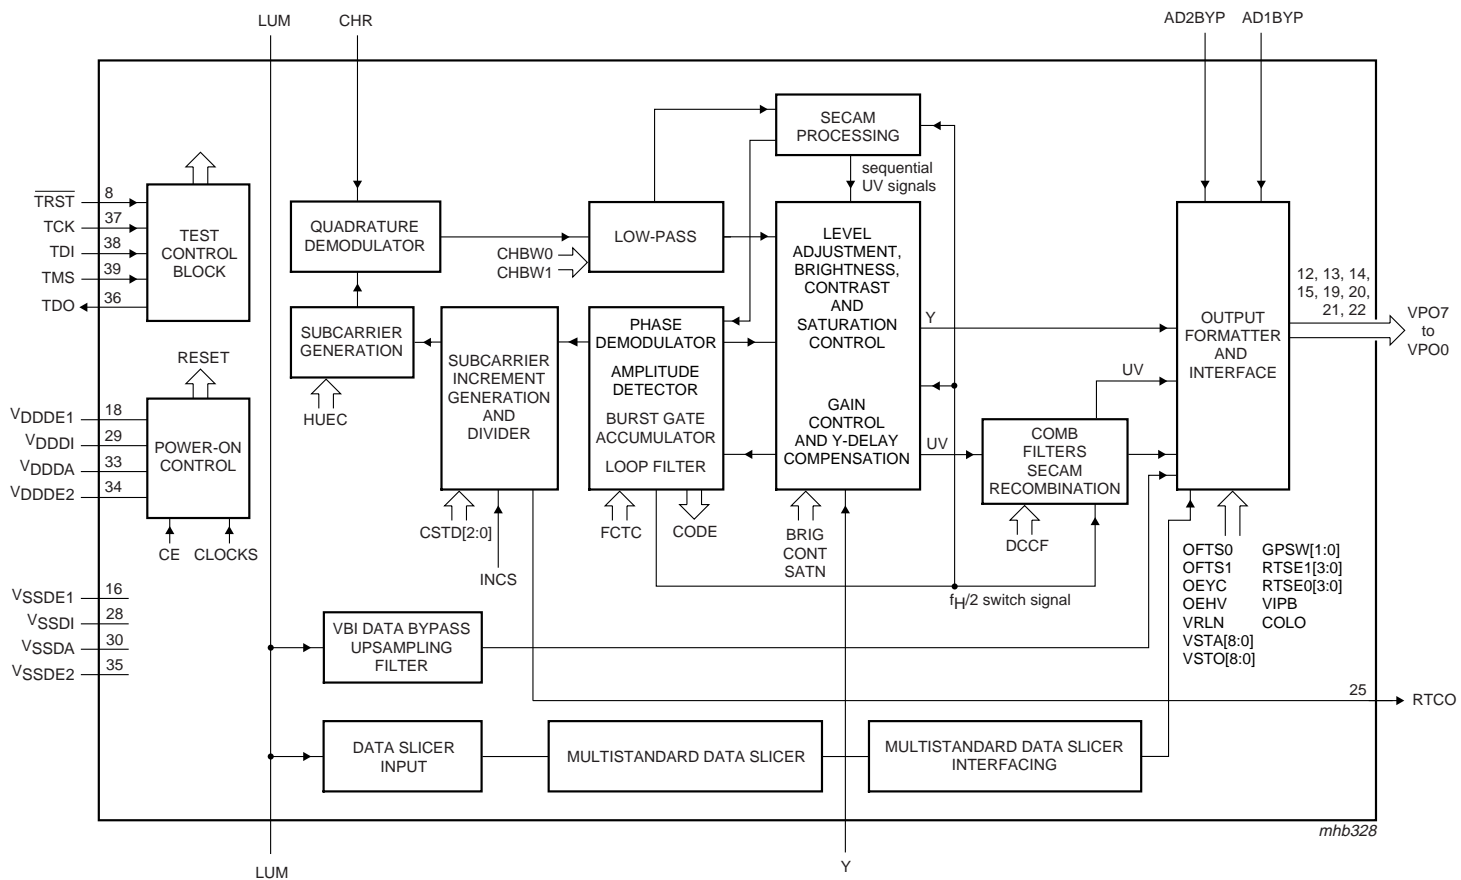 LUM
CHR
AD2BYP
AD1BYP
SECAM
PROCESSING
sequential
UV signals
TRST
8
TCK
37
TDI
38
TMS
39
TDO
36
TEST
CONTROL
BLOCK
QUADRATURE
DEMODULATOR
CHBW0
CHBW1
LOW-PASS
LEVEL
ADJUSTMENT,
BRIGHTNESS,
CONTRAST
AND
SATURATION
CONTROL
GAIN
CONTROL
AND Y-DELAY
COMPENSATION
Y
UV
OUTPUT
FORMATTER
AND
INTERFACE
12, 13, 14,
15, 19, 20,
21, 22
VPO7
to
VPO0
SUBCARRIER
GENERATION
HUEC
SUBCARRIER
INCREMENT
GENERATION
AND
DIVIDER
PHASE
DEMODULATOR
AMPLITUDE
DETECTOR
BURST GATE
ACCUMULATOR
LOOP FILTER
UV
COMB
FILTERS
SECAM
RECOMBINATION
RESET
VDDDE1
18
VDDDI
29
VDDDA
33
VDDDE2
34
POWER-ON
CONTROL
CE
CLOCKS
CSTD[2:0]
INCS
FCTC
CODE
BRIG
CONT
SATN
DCCF
fH/2 switch signal
OFTS0
OFTS1
OEYC
OEHV
VRLN
VSTA[8:0]
VSTO[8:0]
GPSW[1:0]
RTSE1[3:0]
RTSE0[3:0]
VIPB
COLO
VSSDE1
16
VSSDI
28
VSSDA
30
VSSDE2
35
VBI DATA BYPASS
UPSAMPLING
FILTER
25
RTCO
DATA SLICER
INPUT
MULTISTANDARD DATA SLICER
MULTISTANDARD DATA SLICER
INTERFACING
mhb328
LUM
Y